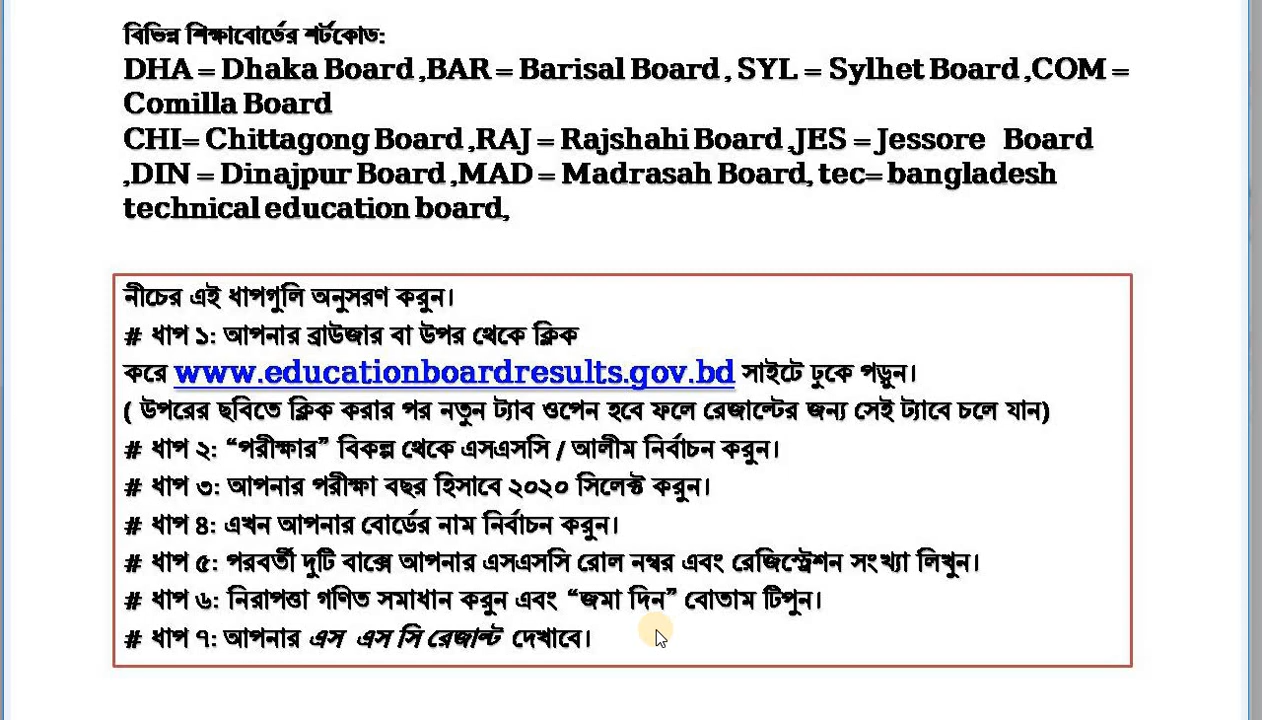 বিভিন্ন শিক্ষাবোর্ডের শর্টকোড:
DHA = Dhaka Board ,BAR = Barisal Board , SYL = Sylhet Board ,COM =
Comilla Board
CHI= Chittagong Board ,RAJ = Rajshahi Board ,JES = Jessore Board
,DIN = Dinajpur Board ,MAD = Madrasah Board, tec= bangladesh
technical education board,
নীচের এই ধাপগুলি অনুসরণ করুন।
# ধাপ ১: আপনার ব্রাউজার বা উপর থেকে ক্লিক
করে www.educationboardresults.gov.bd সাইটে ঢুকে পড়ুন।
( উপরের ছবিতে ক্লিক করার পর নতুন ট্যাব ওপেন হবে ফলে রেজাল্টের জন্য সেই ট্যাবে চলে যান)
# ধাপ ২: “পরীক্ষার” বিকল্প থেকে এসএসসি / আলীম নির্বাচন করুন।
# ধাপ ৩: আপনার পরীক্ষা বছর হিসাবে ২০২০ সিলেক্ট করুন।
# ধাপ ৪: এখন আপনার বোর্ডের নাম নির্বাচন করুন।
# ধাপ ৫: পরবর্তী দুটি বাক্সে আপনার এসএসসি রোল নম্বর এবং রেজিস্ট্রেশন সংখ্যা লিখুন।
# ধাপ ৬: নিরাপত্তা গণিত সমাধান করুন এবং “জমা দিন” বোতাম টিপুন।
# ধাপ ৭: আপনার এস এস সি রেজাল্ট দেখাবে।